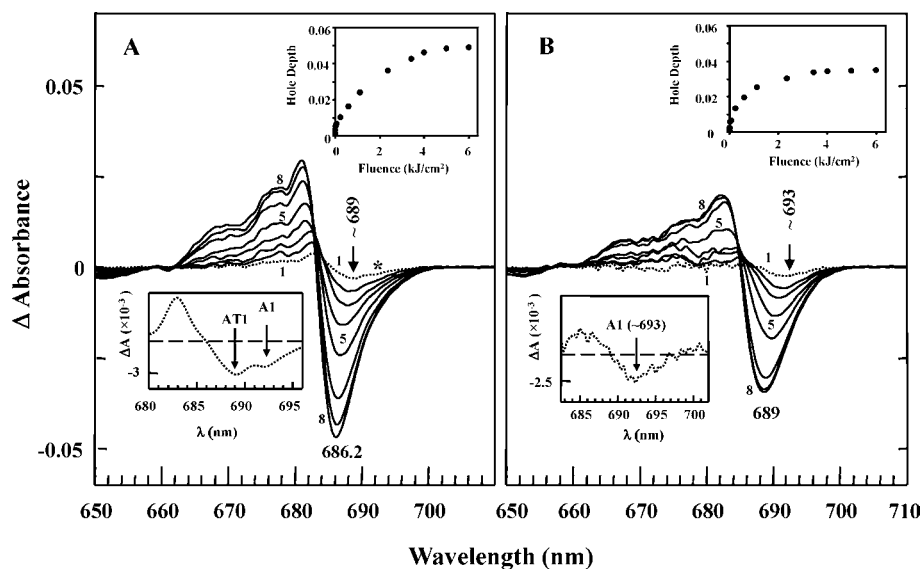 A
B
0.06
0.04
0.02
0
Hole Depth
0 2 4 6
Fluence (kJ/cm²)
0.06
0.04
0.02
0
Hole Depth
0 2 4 6
Fluence (kJ/cm²)
0.05
0
-0.05
Δ Absorbance
8
5
1
1
~689
*
5
8
686.2
8
5
1
1
~693
5
8
689
ΔA (×10⁻³)
-3
AT1 A1
680 685 690 695
λ (nm)
ΔA (×10⁻³)
-2.5
A1 (~693)
685 690 695 700
λ (nm)
650 660 670 680 690 700
650 660 670 680 690 700 710
Wavelength (nm)